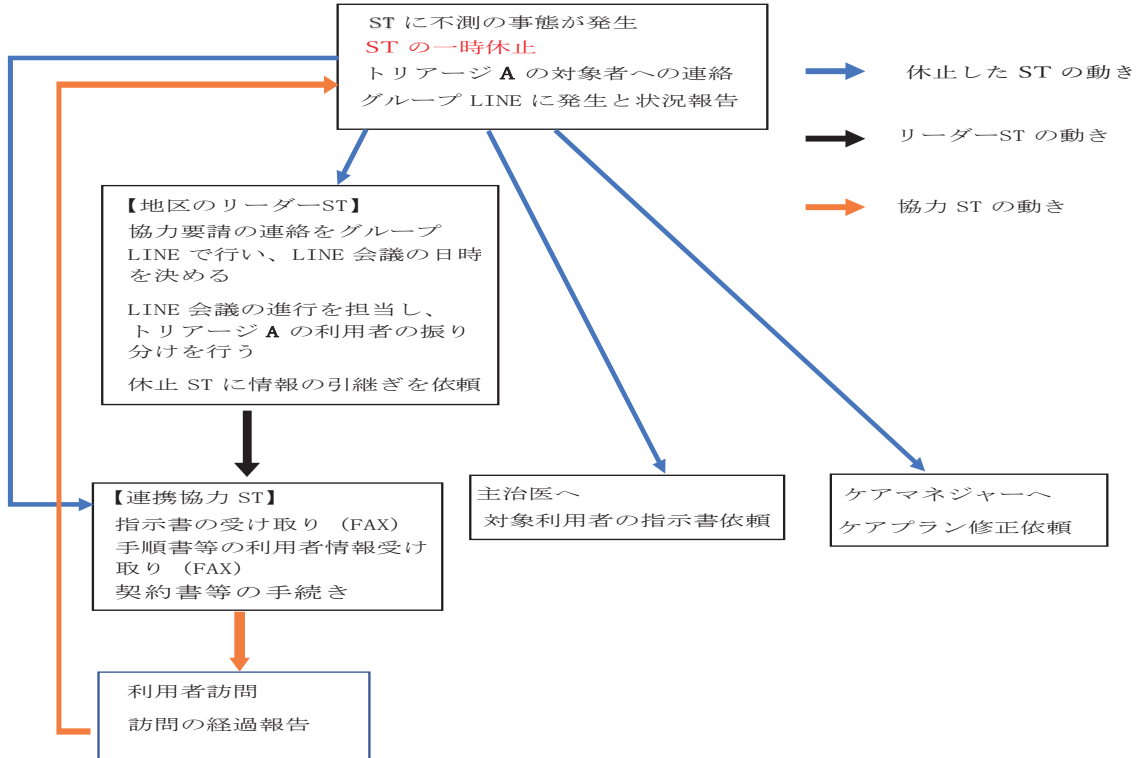 ST に不測の事態が発生
ST の一時休止
トリアージ A の対象者への連絡
グループ LINE に発生と状況報告
休止した ST の動き
リーダーST の動き
協力 ST の動き
【地区のリーダーST】
協力要請の連絡をグループ
LINE で行い、LINE 会議の日時
を決める
LINE 会議の進行を担当し、
トリアージ A の利用者の振り
分けを行う
休止 ST に情報の引継ぎを依頼
【連携協力 ST】
指示書の受け取り (FAX)
手順書等の利用者情報受け
取り (FAX)
契約書等の手続き
主治医へ
対象利用者の指示書依頼
ケアマネジャーへ
ケアプラン修正依頼
利用者訪問
訪問の経過報告